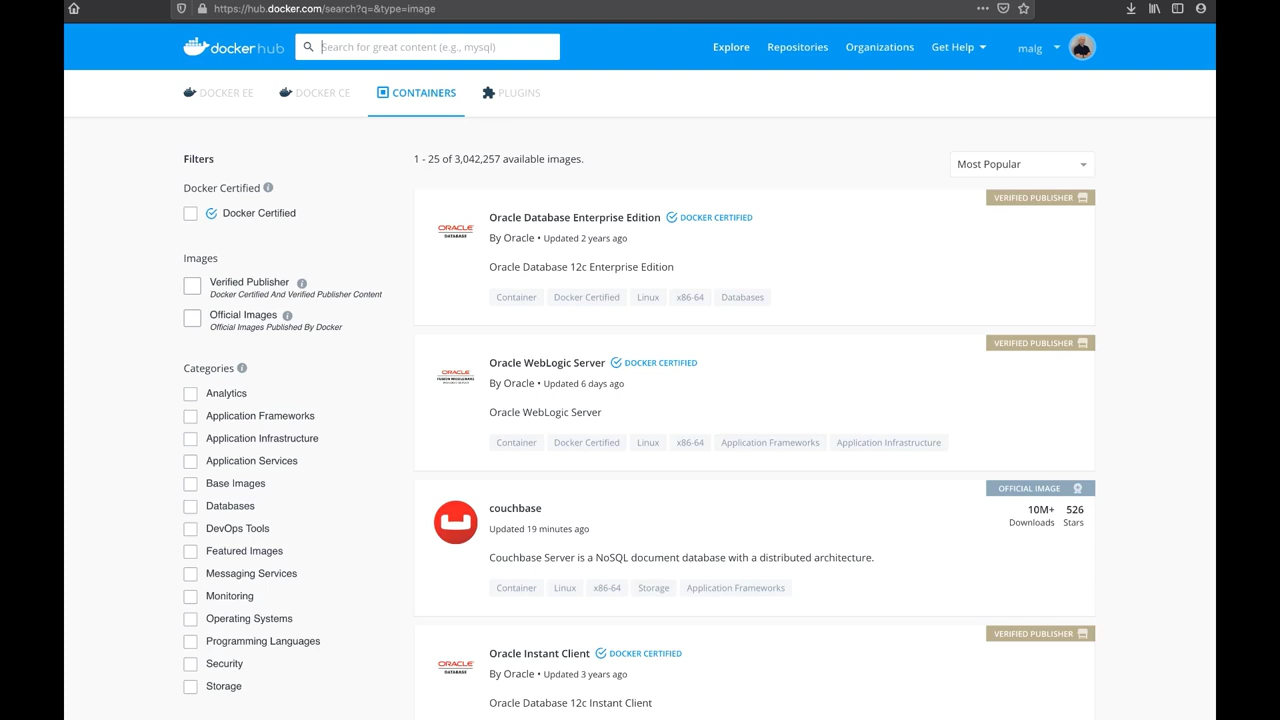 https://hub.docker.com/search?q=&type=image
docker hub
Search for great content (e.g., mysql)
Explore
Repositories
Organizations
Get Help
malg
DOCKER EE
DOCKER CE
CONTAINERS
PLUGINS
Filters
Docker Certified
Docker Certified
Images
Verified Publisher
Docker Certified And Verified Publisher Content
Official Images
Official Images Published By Docker
Categories
Analytics
Application Frameworks
Application Infrastructure
Application Services
Base Images
Databases
DevOps Tools
Featured Images
Messaging Services
Monitoring
Operating Systems
Programming Languages
Security
Storage
1 - 25 of 3,042,257 available images.
Most Popular
VERIFIED PUBLISHER
ORACLE
DATABASE
Oracle Database Enterprise Edition
DOCKER CERTIFIED
By Oracle • Updated 2 years ago
Oracle Database 12c Enterprise Edition
Container
Docker Certified
Linux
x86-64
Databases
VERIFIED PUBLISHER
ORACLE
Oracle WebLogic Server
DOCKER CERTIFIED
By Oracle • Updated 6 days ago
Oracle WebLogic Server
Container
Docker Certified
Linux
x86-64
Application Frameworks
Application Infrastructure
OFFICIAL IMAGE
couchbase
10M+
526
Downloads
Stars
Updated 19 minutes ago
Couchbase Server is a NoSQL document database with a distributed architecture.
Container
Linux
x86-64
Storage
Application Frameworks
VERIFIED PUBLISHER
ORACLE
DATABASE
Oracle Instant Client
DOCKER CERTIFIED
By Oracle • Updated 3 years ago
Oracle Database 12c Instant Client